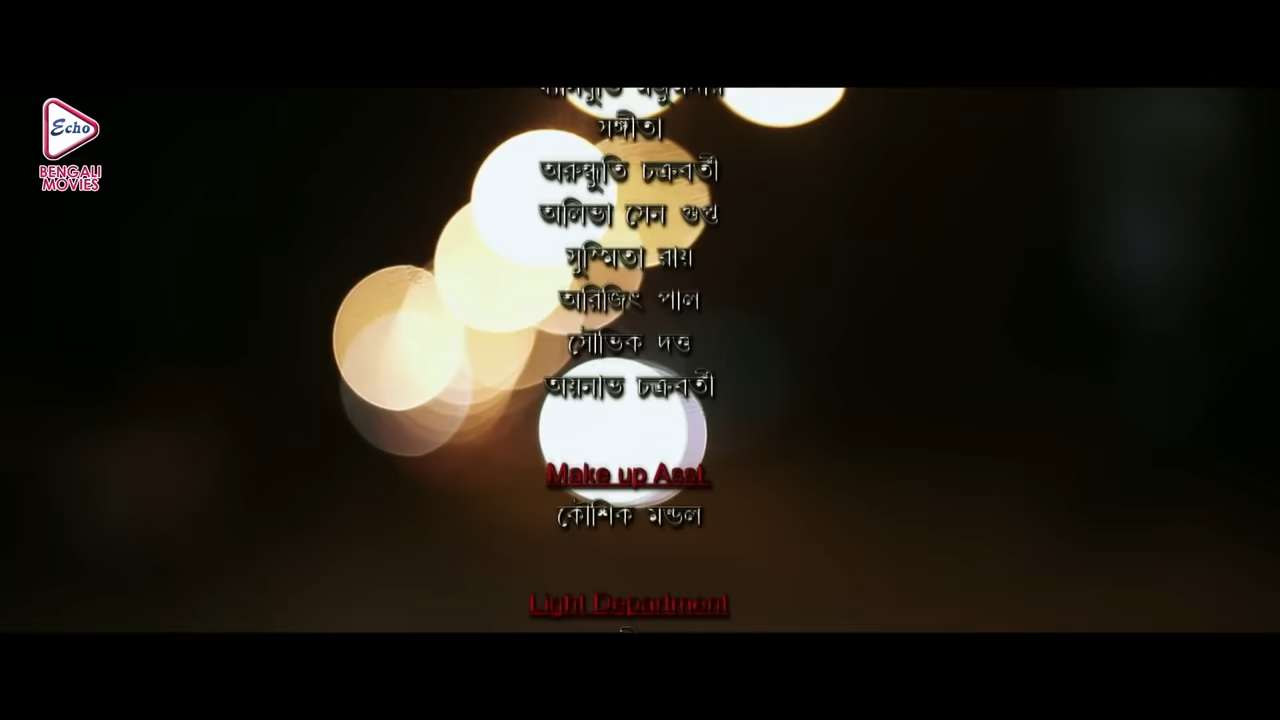 Echo
BENGALI
MOVIES
সঙ্গীতা
অরুন্ধুতি চক্রবর্তী
অলিভা সেন গুপ্ত
সুস্মিতা রায়
অরিজিৎ পাল
সৌভিক দত্ত
অয়নাভ চক্রবর্তী
Make up Asst.
কৌশিক মন্ডল
Light Department